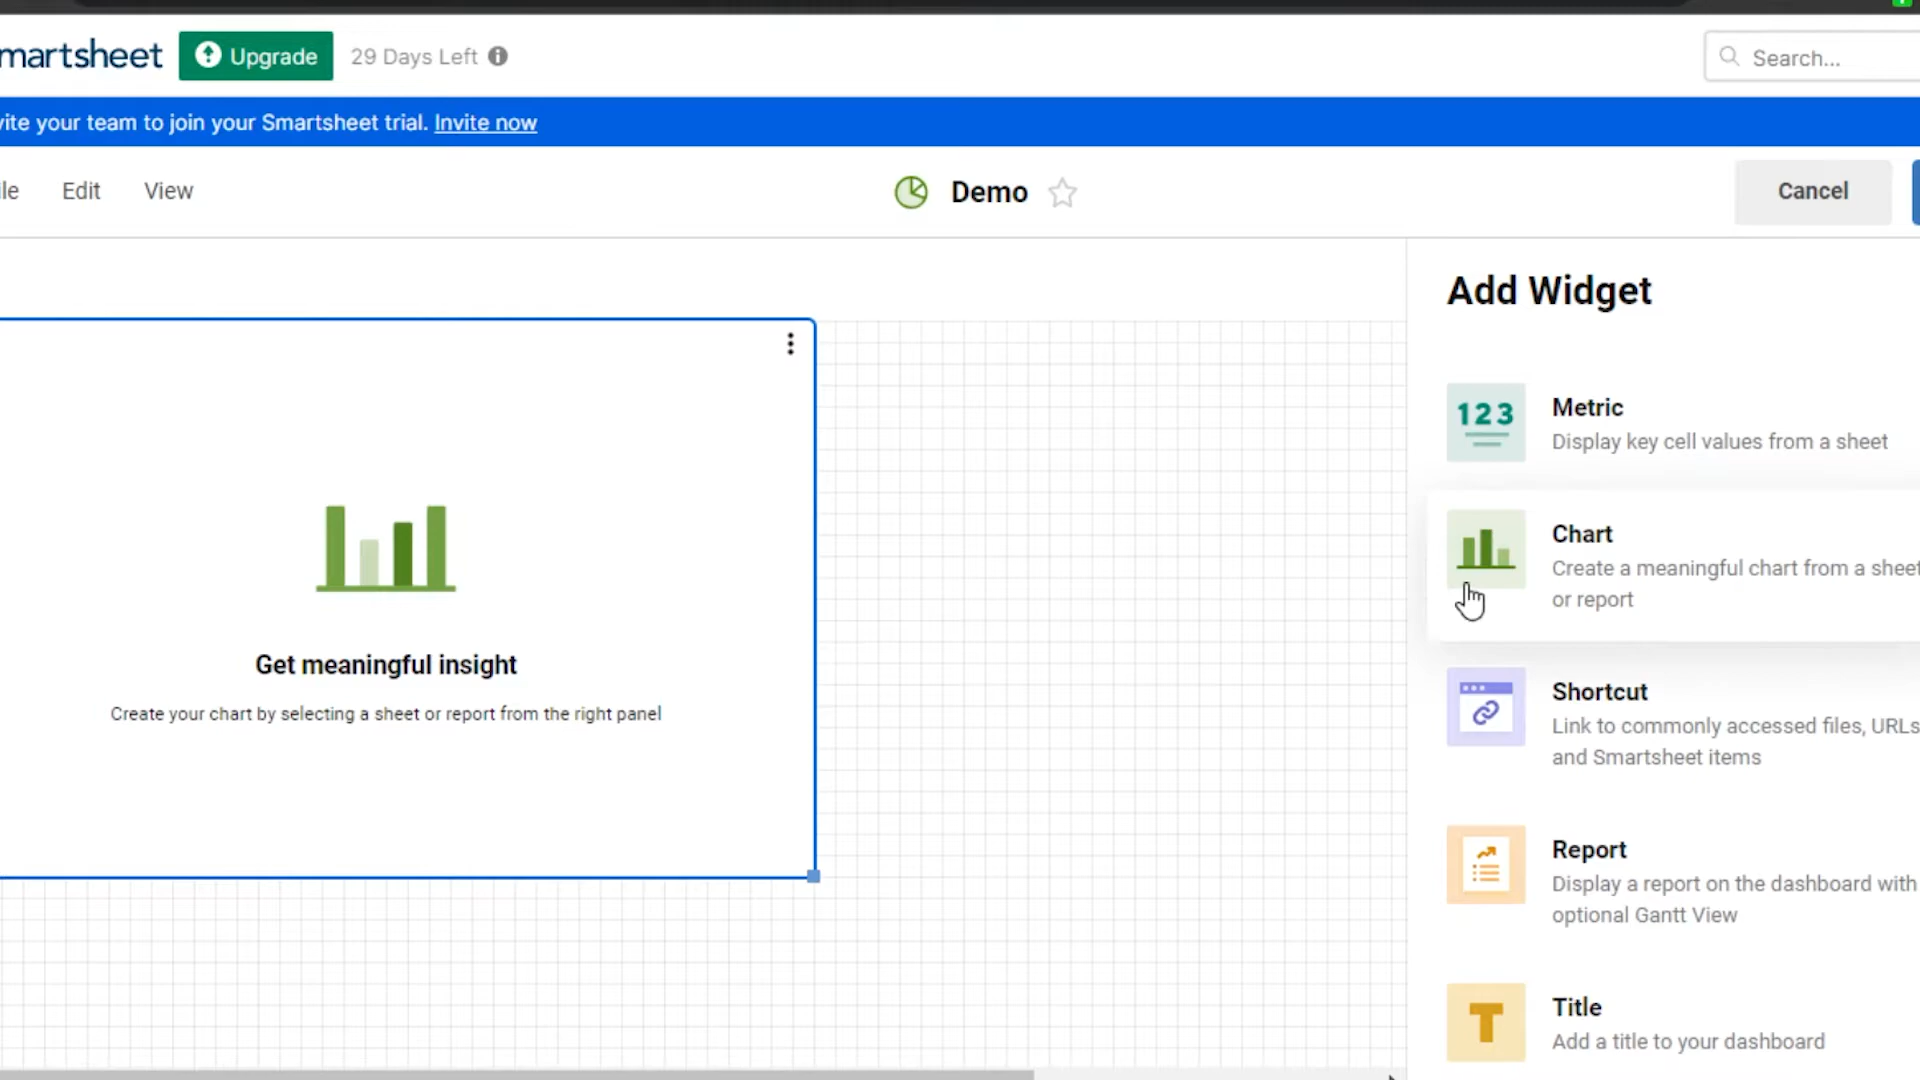 martsheet
Upgrade
29 Days Left
Search...
vite your team to join your Smartsheet trial. Invite now
ile
Edit
View
Demo
Cancel
Add Widget
123
Metric
Display key cell values from a sheet
Chart
Create a meaningful chart from a sheet
or report
Get meaningful insight
Create your chart by selecting a sheet or report from the right panel
Shortcut
Link to commonly accessed files, URLs
and Smartsheet items
Report
Display a report on the dashboard with
optional Gantt View
T
Title
Add a title to your dashboard